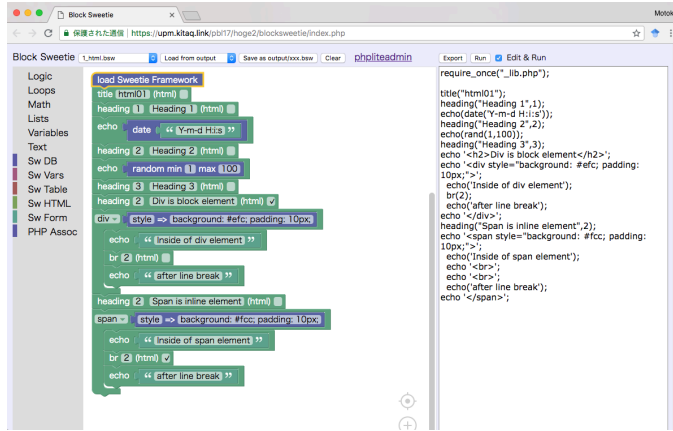 Block Sweetie
Motok
保護された通信 | https://upm.kitaq.link/pbl17/hoge2/blocksweetie/index.php
Block Sweetie 1_html.bsw Load from output Save as output/xxx.bsw Clear phpliteadmin Export Run Edit & Run
Logic
Loops
Math
Lists
Variables
Text
Sw DB
Sw Vars
Sw Table
Sw HTML
Sw Form
PHP Assoc
load Sweetie Framework
title html01 (html)
heading 1 Heading 1 (html)
echo date “ Y-m-d H:i:s ”
heading 2 Heading 2 (html)
echo random min 1 max 100
heading 3 Heading 3 (html)
heading 2 Div is block element (html)
div style => background: #efc; padding: 10px;
echo “ Inside of div element ”
br 2 (html)
echo “ after line break ”
heading 2 Span is inline element (html)
span style => background: #fcc; padding: 10px;
echo “ Inside of span element ”
br 2 (html)
echo “ after line break ”
require_once("_lib.php");
title("html01");
heading("Heading 1",1);
echo(date('Y-m-d H:i:s'));
heading("Heading 2",2);
echo(rand(1,100));
heading("Heading 3",3);
echo '<h2>Div is block element</h2>';
echo '<div style="background: #efc; padding:
10px;">';
echo('Inside of div element');
br(2);
echo('after line break');
echo '</div>';
heading("Span is inline element",2);
echo '<span style="background: #fcc; padding:
10px;">';
echo('Inside of span element');
echo '<br>';
echo '<br>';
echo('after line break');
echo '</span>';